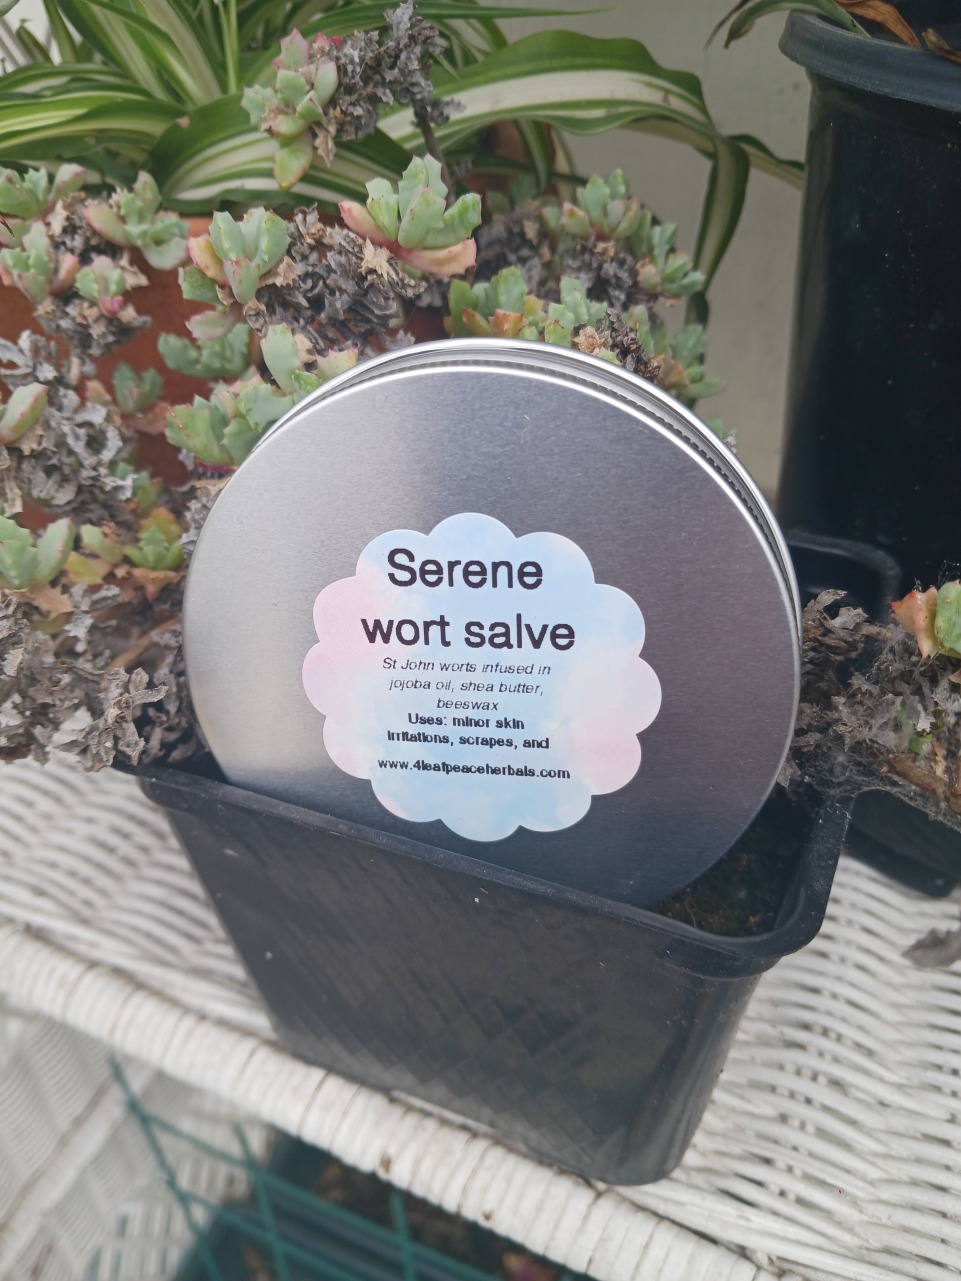 Serene
wort salve
St John worts infused in
jojoba oil, shea butter,
beeswax
Uses: minor skin
irritations, scrapes, and
www.4leafpeaceherbals.com